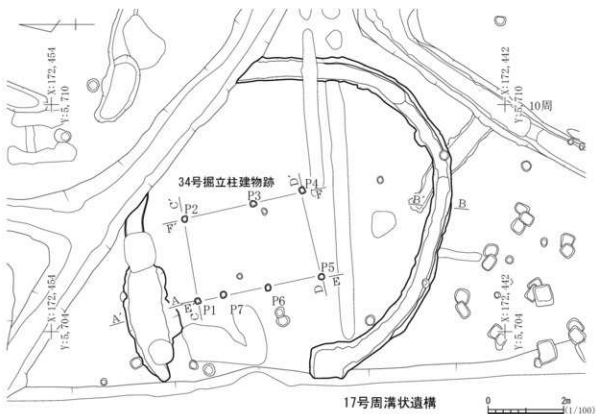 X:172,454
Y:5,710
X:172,442
Y:5,710
10周
34号掘立柱建物跡
D'
P4
F
P3
C'
P2
F'
B'
B
P5
E
D
A
E'
P1
C
P7
P6
A'
X:172,454
Y:5,704
X:172,442
Y:5,704
17号周溝状遺構
0 2m
(1/100)